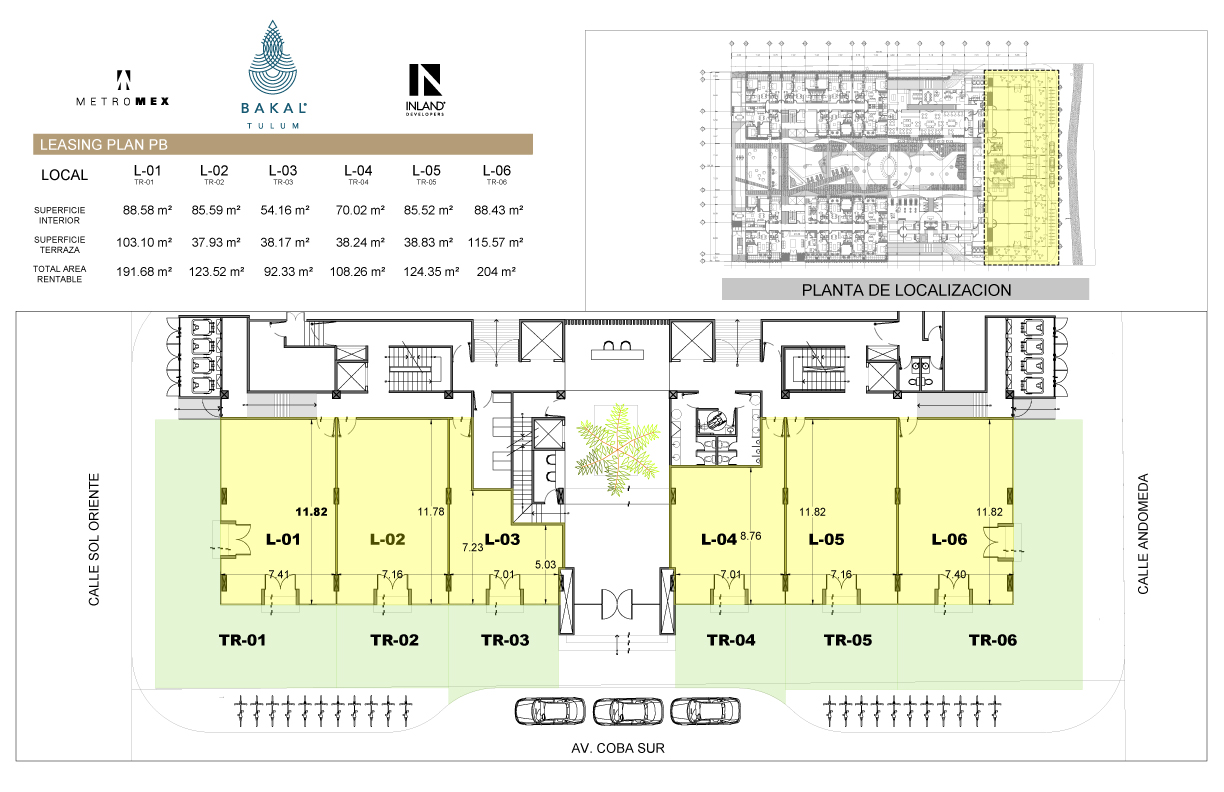 METROMEX
BAKAL
TULUM
INLAND
DEVELOPERS
LEASING PLAN PB
LOCAL L-01 L-02 L-03 L-04 L-05 L-06
TR-01 TR-02 TR-03 TR-04 TR-05 TR-06
SUPERFICIE INTERIOR 88.58 m² 85.59 m² 54.16 m² 70.02 m² 85.52 m² 88.43 m²
SUPERFICIE TERRAZA 103.10 m² 37.93 m² 38.17 m² 38.24 m² 38.83 m² 115.57 m²
TOTAL AREA RENTABLE 191.68 m² 123.52 m² 92.33 m² 108.26 m² 124.35 m² 204 m²
PLANTA DE LOCALIZACION
CALLE SOL ORIENTE
11.82 11.78 11.82 11.82
L-01 L-02 L-03 L-04 8.76 L-05 L-06
7.23
5.03
7.41 7.16 7.01 7.01 7.16 7.40
TR-01 TR-02 TR-03 TR-04 TR-05 TR-06
CALLE ANDOMEDA
AV. COBA SUR